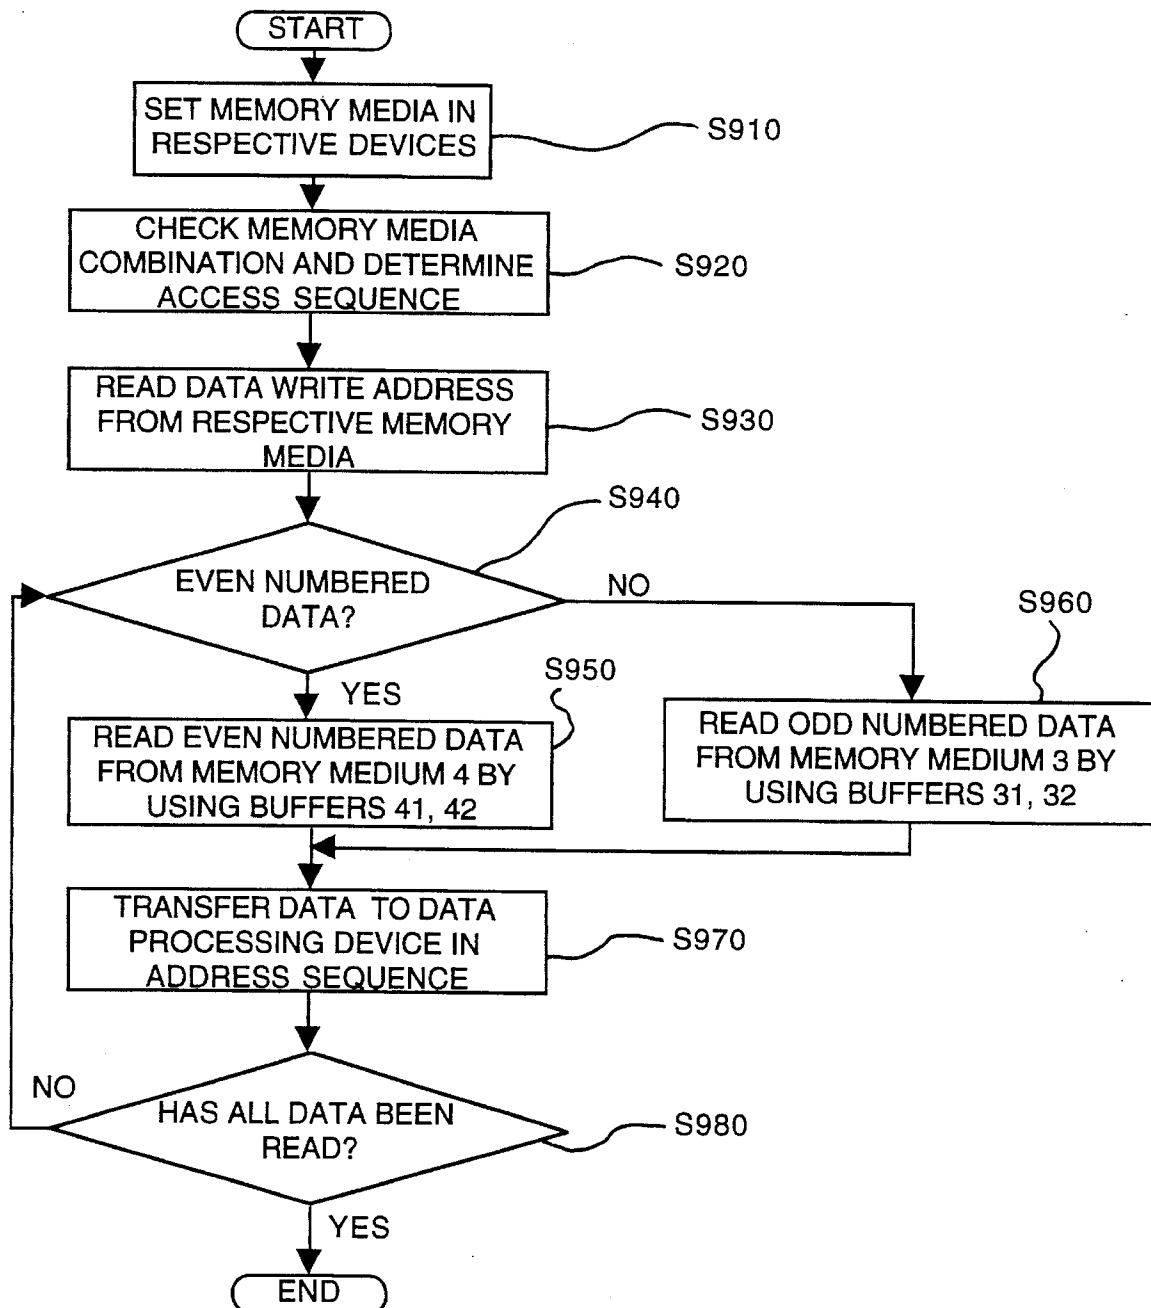 START
SET MEMORY MEDIA IN
RESPECTIVE DEVICES
S910
CHECK MEMORY MEDIA
COMBINATION AND DETERMINE
ACCESS SEQUENCE
S920
READ DATA WRITE ADDRESS
FROM RESPECTIVE MEMORY
MEDIA
S930
S940
EVEN NUMBERED
DATA?
NO
S960
YES
S950
READ EVEN NUMBERED DATA
FROM MEMORY MEDIUM 4 BY
USING BUFFERS 41, 42
READ ODD NUMBERED DATA
FROM MEMORY MEDIUM 3 BY
USING BUFFERS 31, 32
TRANSFER DATA TO DATA
PROCESSING DEVICE IN
ADDRESS SEQUENCE
S970
NO
HAS ALL DATA BEEN
READ?
S980
YES
END